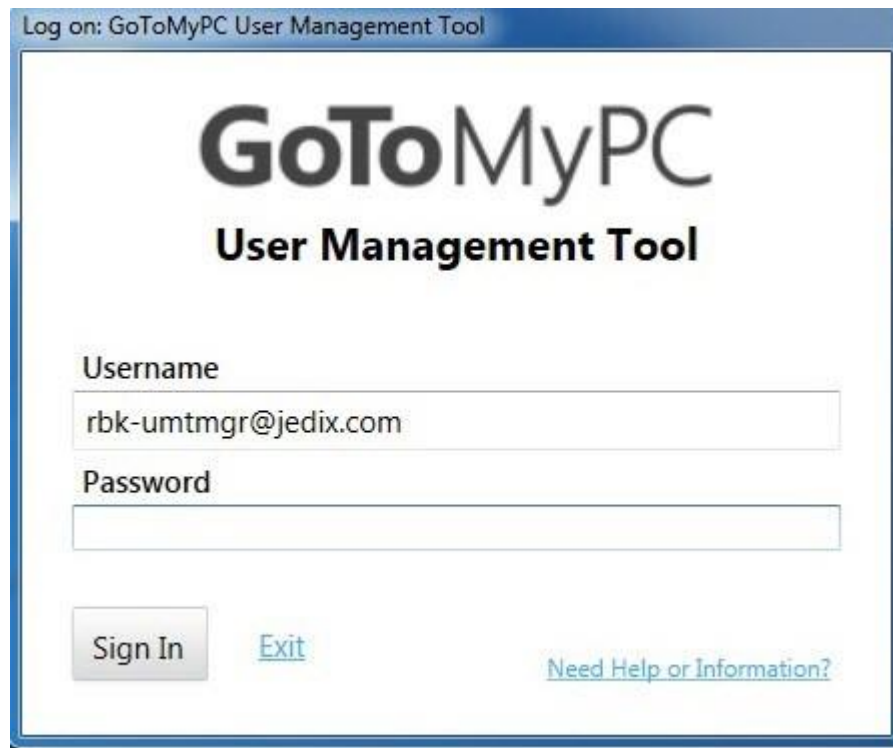 Log on: GoToMyPC User Management Tool
GoToMyPC
User Management Tool
Username
rbk-umtmgr@jedix.com
Password
Sign In
Exit
Need Help or Information?